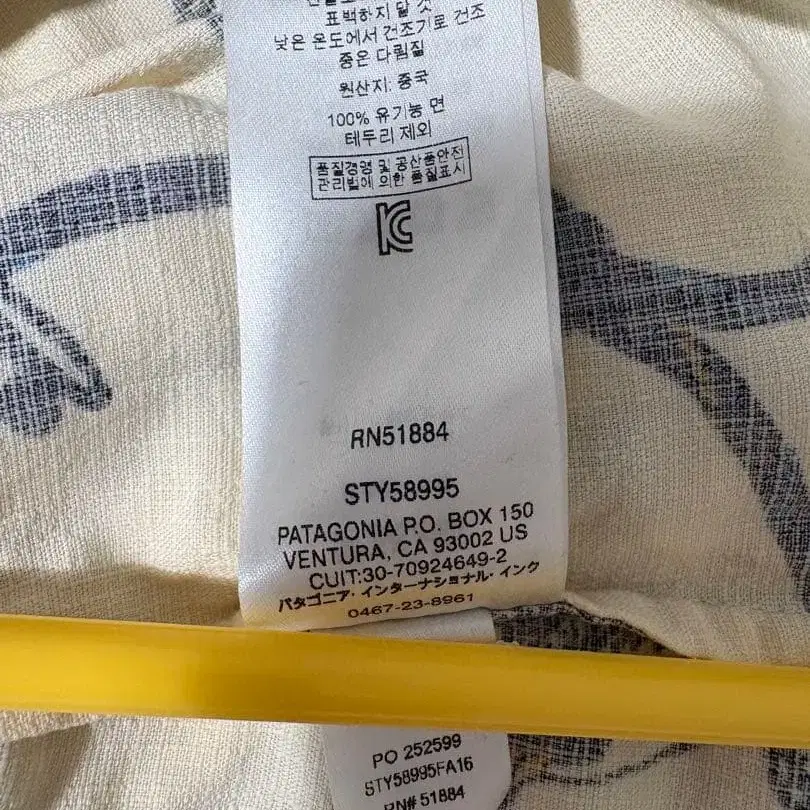 표백하지 말 것
낮은 온도에서 건조기로 건조
중온 다림질
원산지: 중국
100% 유기농 면
테두리 제외
품질경영 및 공산품안전
관리법에 의한 품질표시
KC
RN51884
STY58995
PATAGONIA P.O. BOX 150
VENTURA, CA 93002 US
CUIT:30-70924649-2
パタゴニア・インターナショナル・インク
0467-23-8961
PO 252599
STY58995FA16
RN# 51884